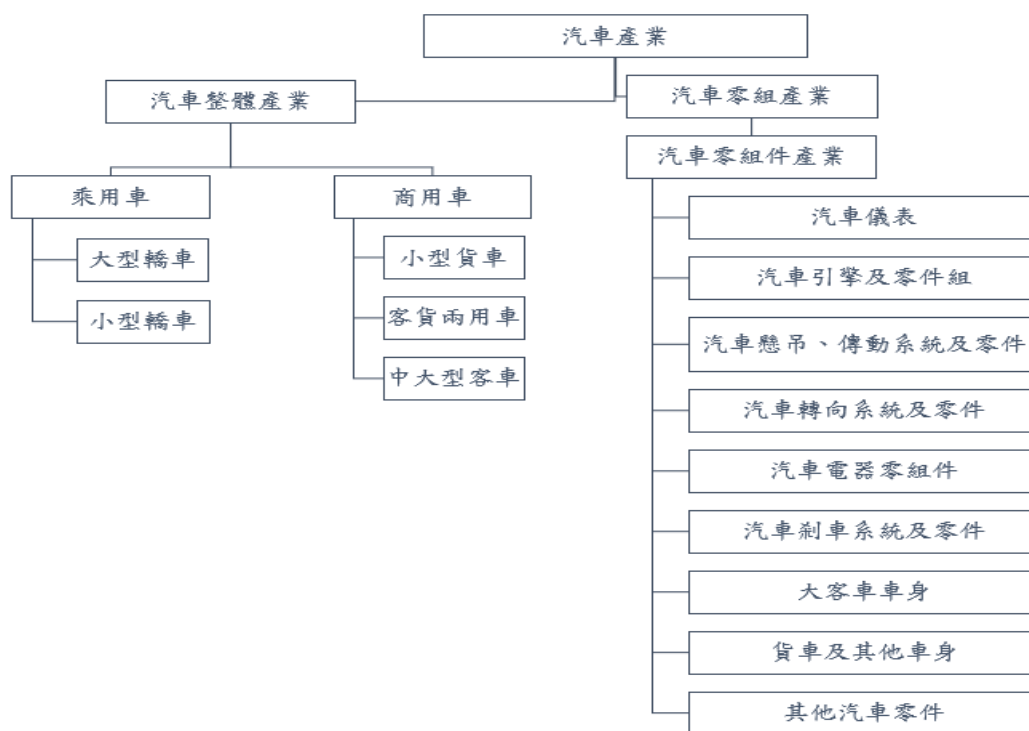 汽車產業
汽車整體產業
汽車零組產業
汽車零組件產業
乘用車
大型轎車
小型轎車
商用車
小型貨車
客貨兩用車
中大型客車
汽車儀表
汽車引擎及零件組
汽車懸吊、傳動系統及零件
汽車轉向系統及零件
汽車電器零組件
汽車剎車系統及零件
大客車車身
貨車及其他車身
其他汽車零件